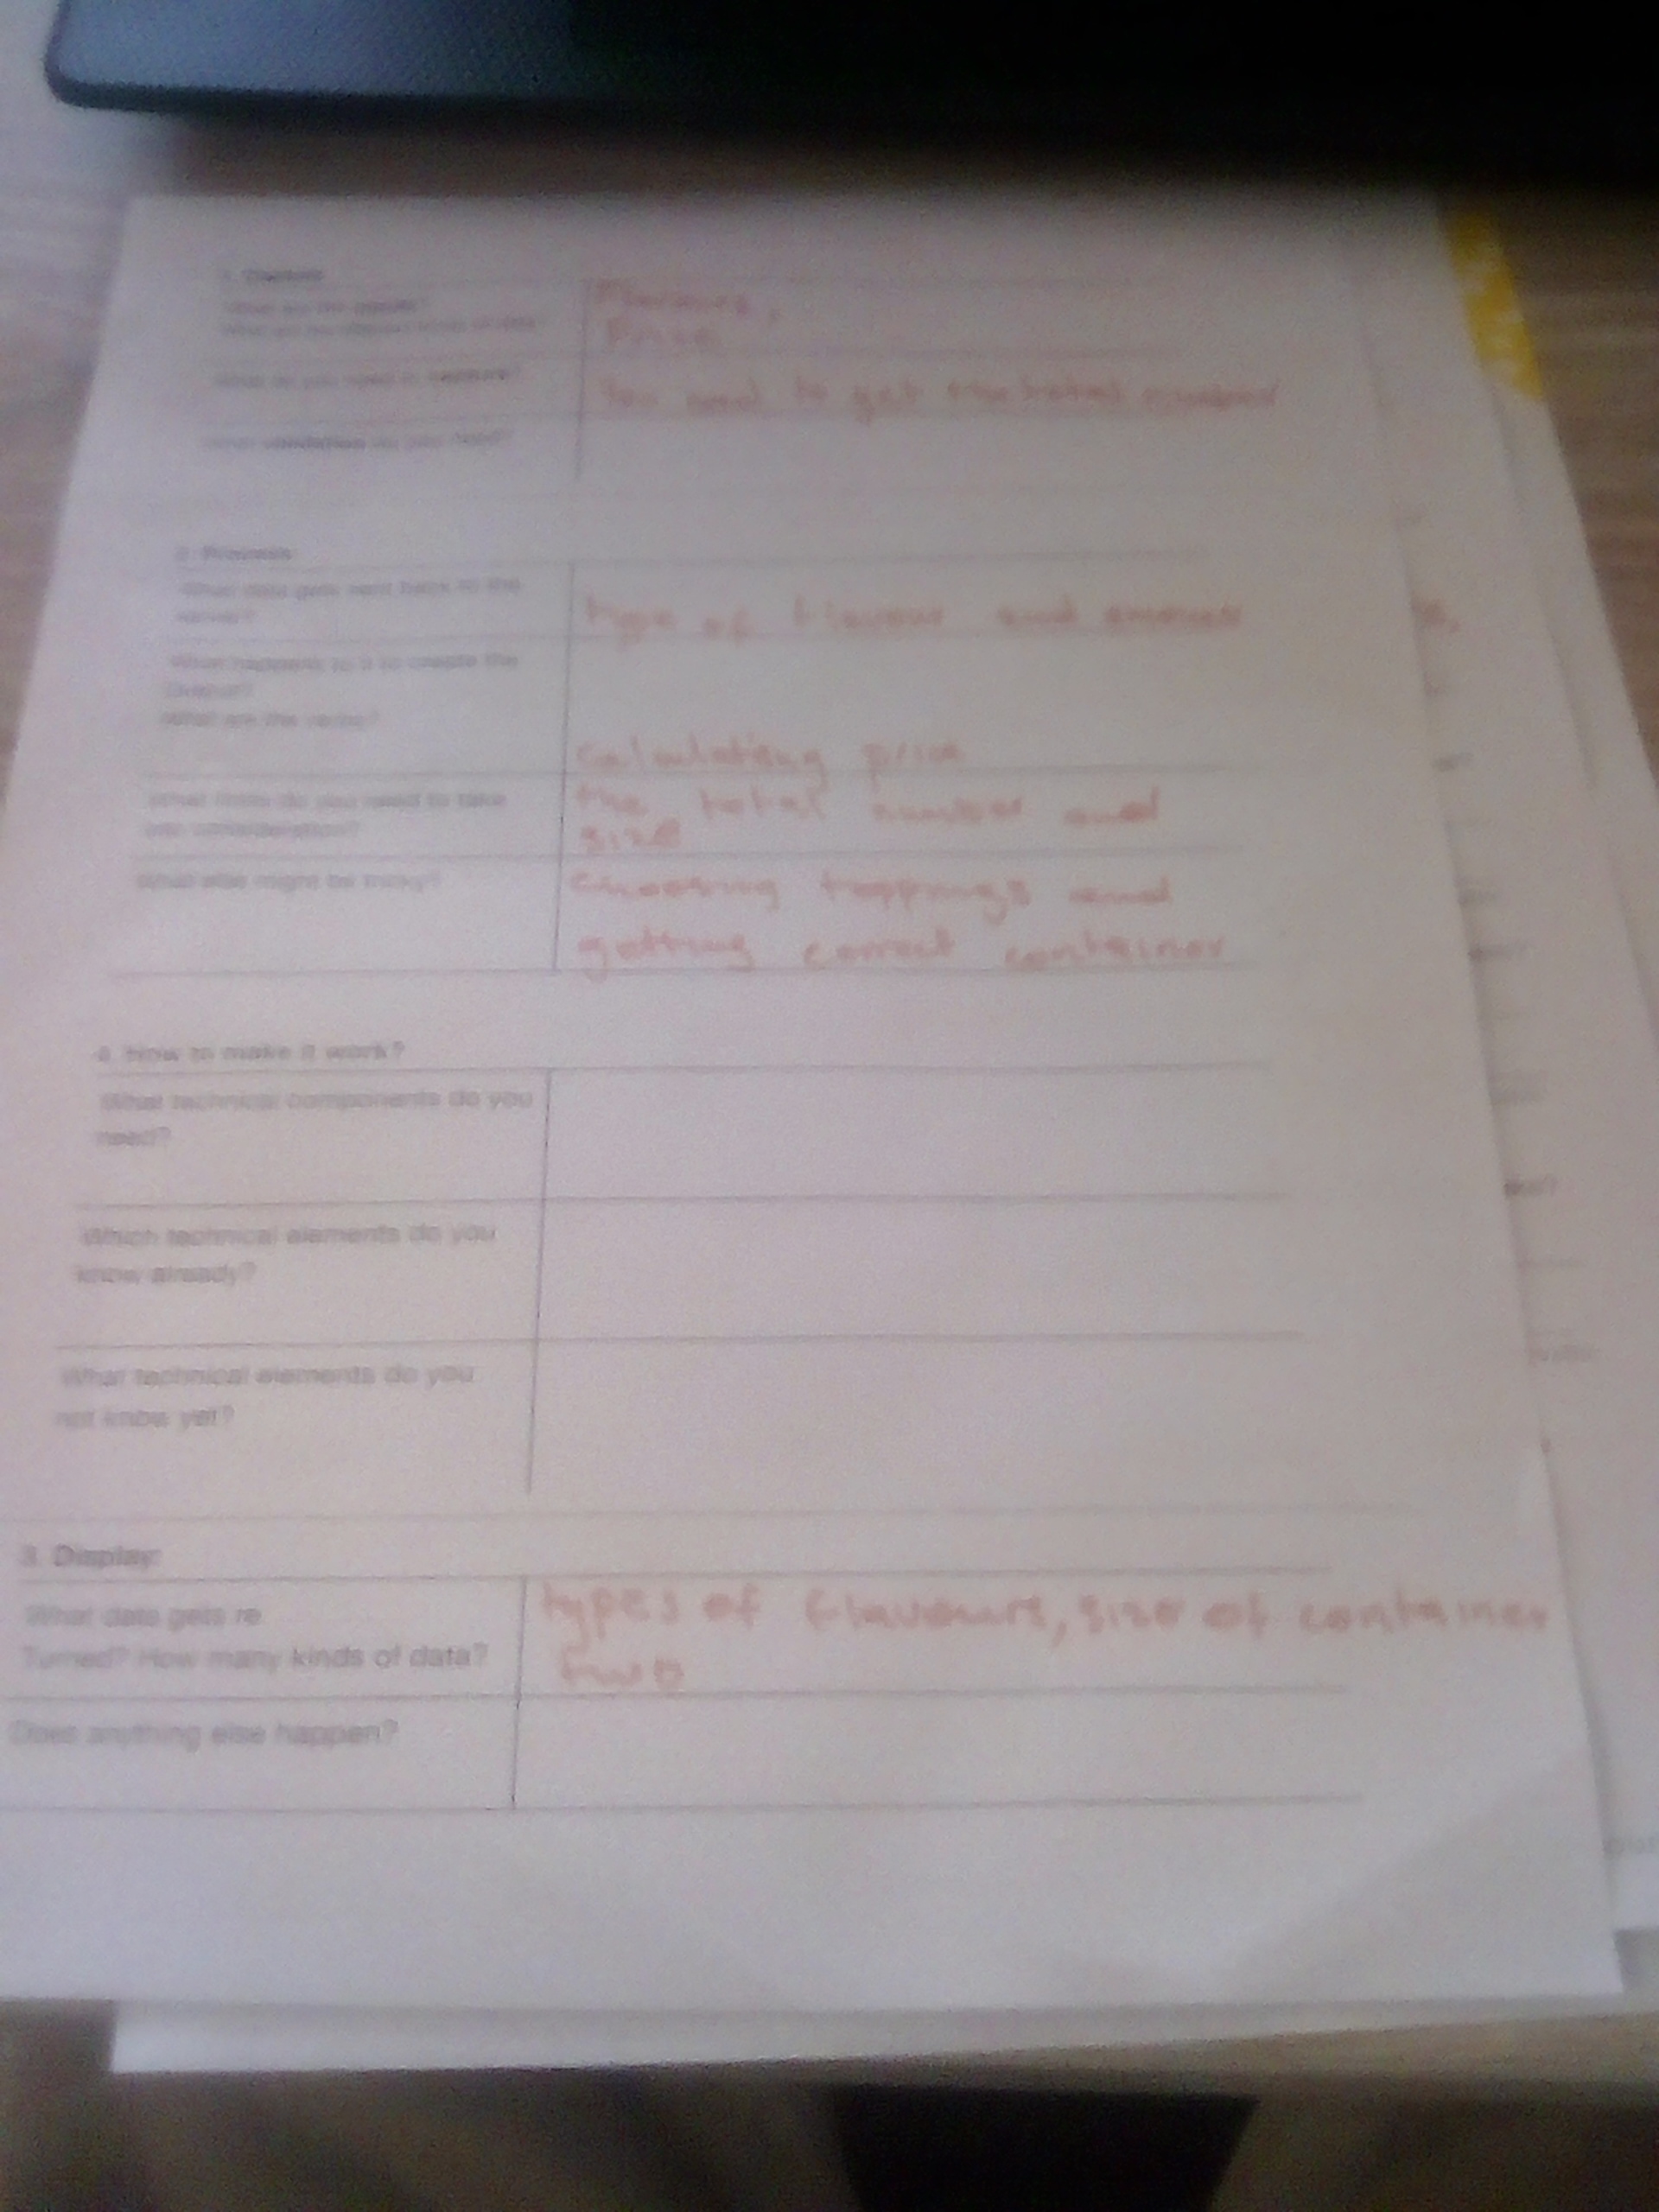 1. Capture
What are the inputs?
What are the different kinds of data?
Flavours,
Price
What do you need to capture?
You need to get the total number
What validation do you need?
2. Process
What data gets sent back to the
server?
type of flavour and amount
What happens to it to create the
Output?
What are the verbs?
calculating price
What limits do you need to take
into consideration?
the total number and
size
What else might be tricky?
choosing toppings and
getting correct container
4. How to make it work?
What technical components do you
need?
Which technical elements do you
know already?
What technical elements do you
not know yet?
3. Display:
What data gets re
Turned? How many kinds of data?
types of flavours, size of container
two
Does anything else happen?